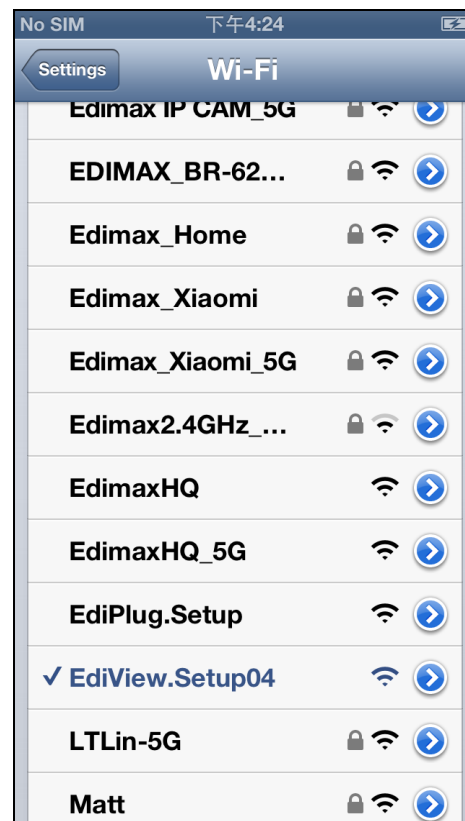 No SIM 下午4:24
Settings Wi-Fi
Edimax IP CAM_5G
EDIMAX_BR-62...
Edimax_Home
Edimax_Xiaomi
Edimax_Xiaomi_5G
Edimax2.4GHz_...
EdimaxHQ
EdimaxHQ_5G
EdiPlug.Setup
EdiView.Setup04
LTLin-5G
Matt